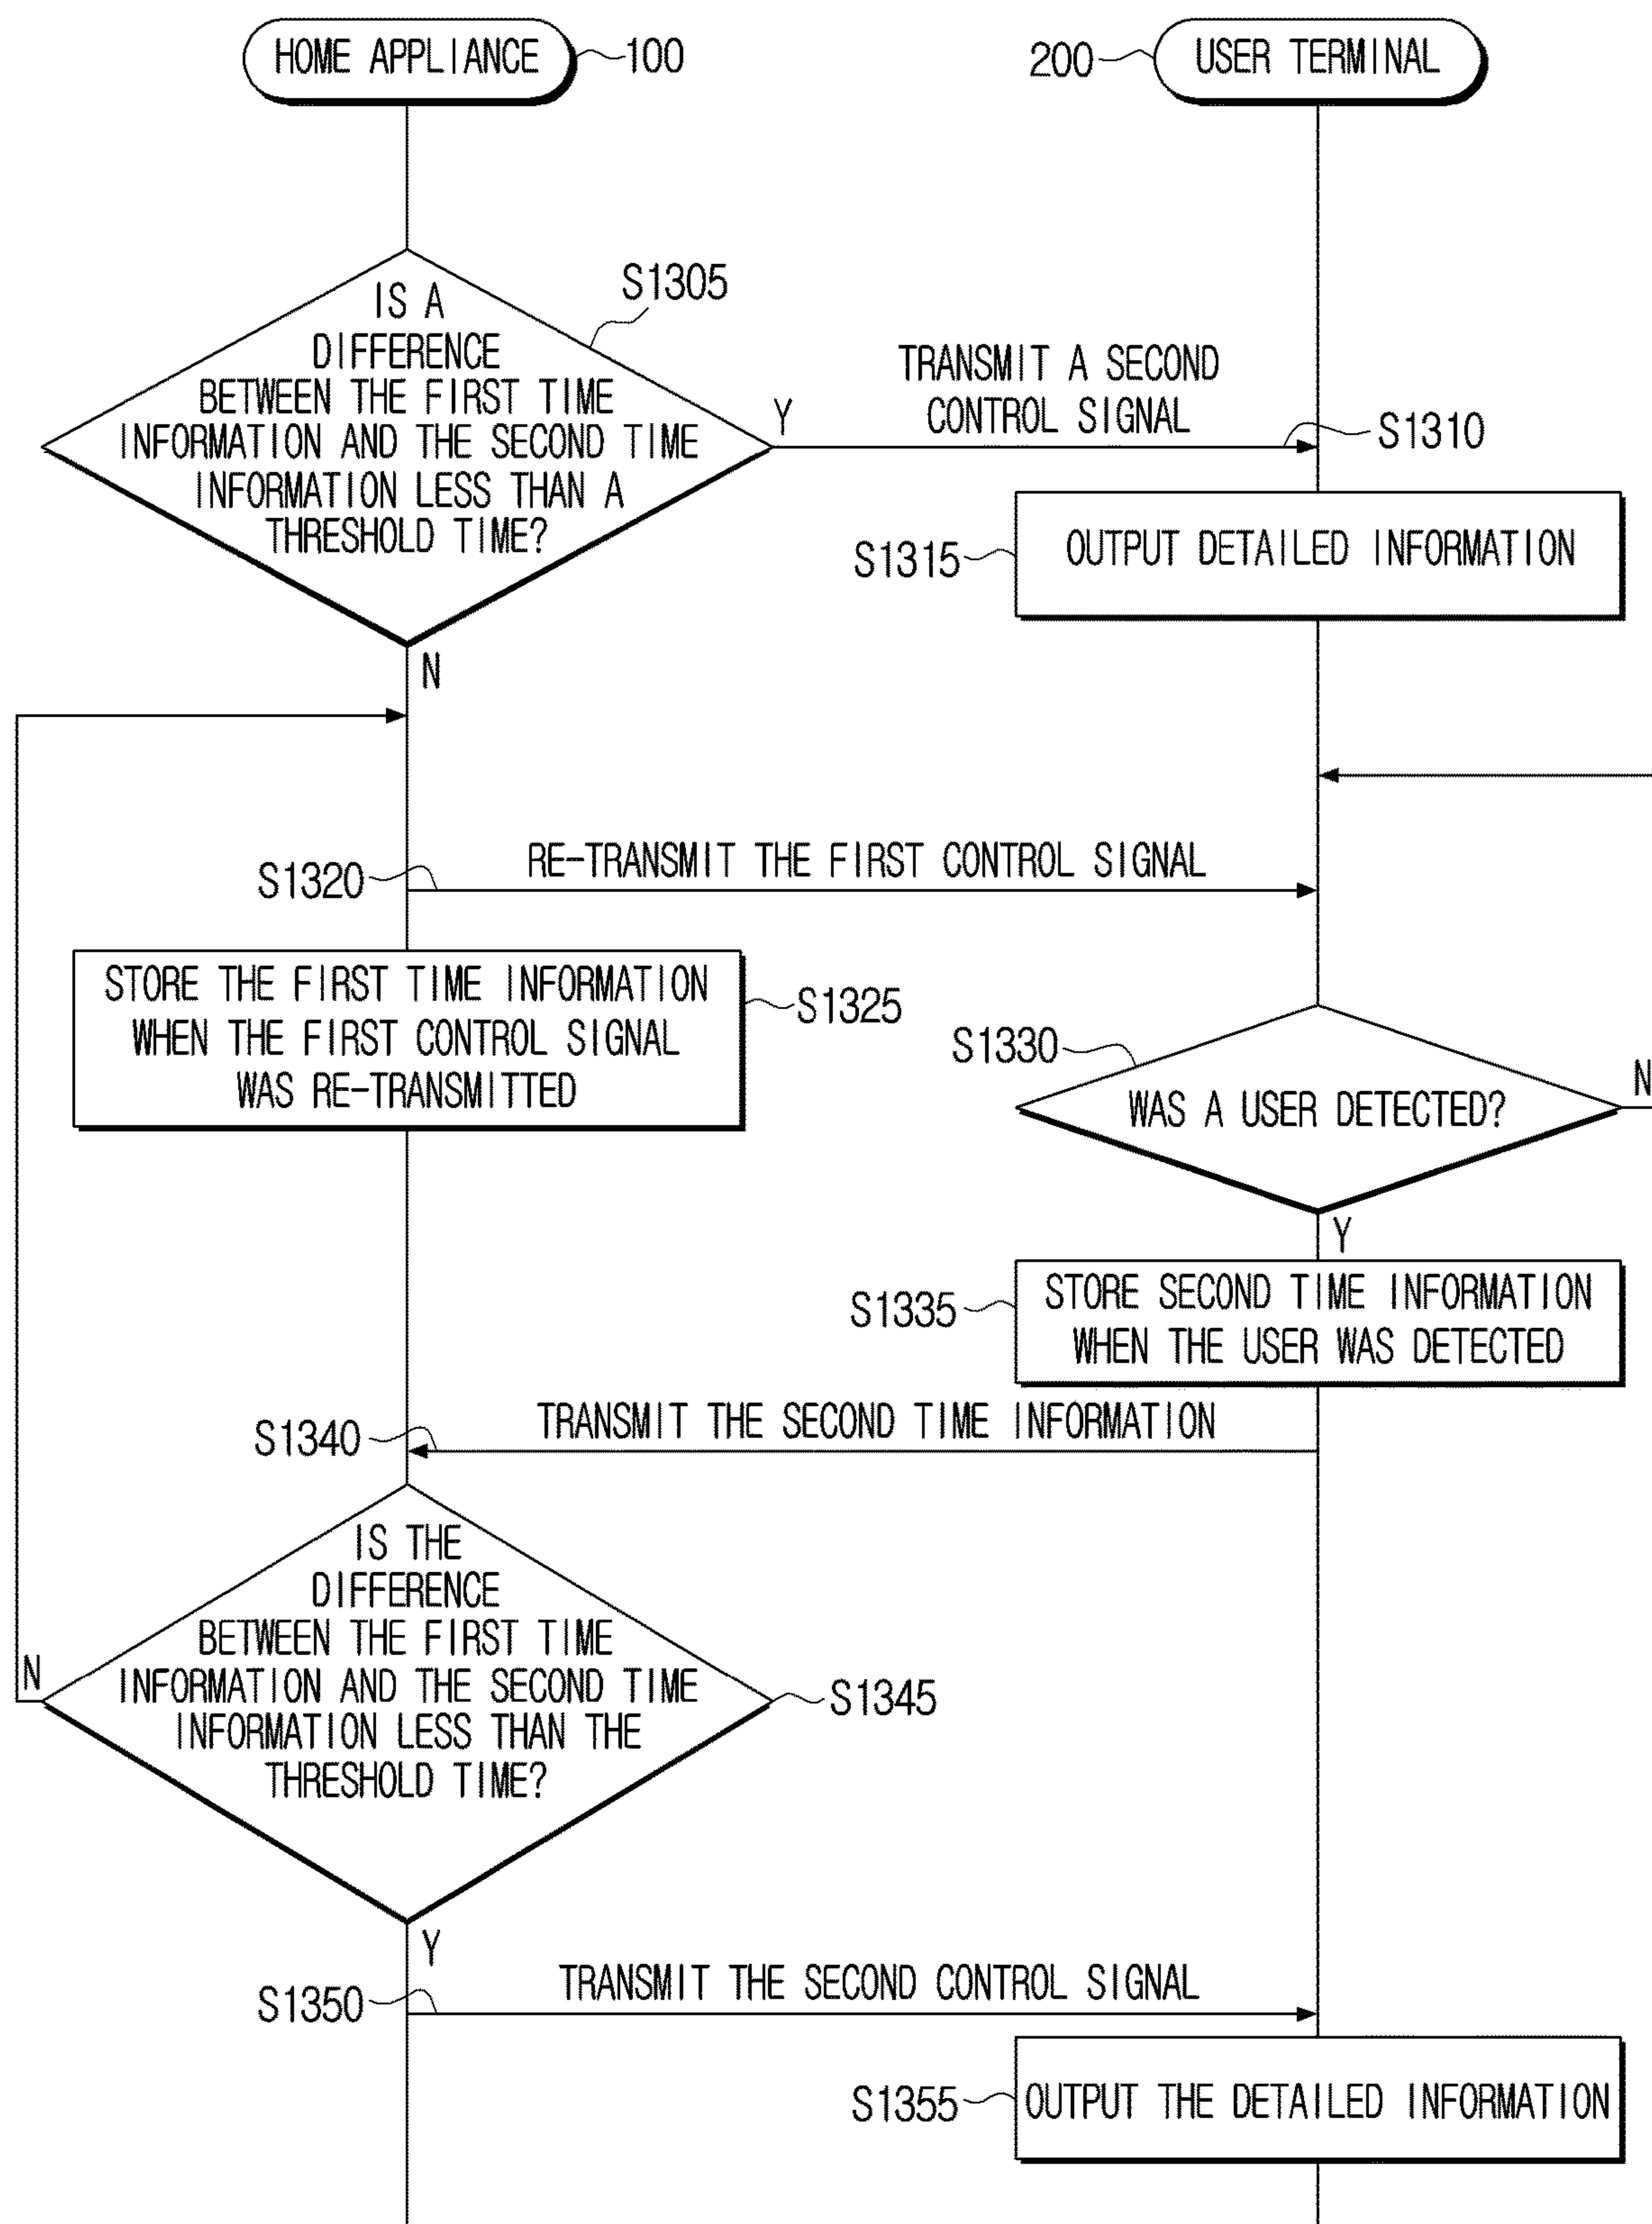 HOME APPLIANCE
100
200
USER TERMINAL
S1305
IS A
DIFFERENCE
BETWEEN THE FIRST TIME
INFORMATION AND THE SECOND TIME
INFORMATION LESS THAN A
THRESHOLD TIME?
Y
TRANSMIT A SECOND
CONTROL SIGNAL
S1310
S1315
OUTPUT DETAILED INFORMATION
N
S1320
RE-TRANSMIT THE FIRST CONTROL SIGNAL
STORE THE FIRST TIME INFORMATION
WHEN THE FIRST CONTROL SIGNAL
WAS RE-TRANSMITTED
S1325
S1330
WAS A USER DETECTED?
N
Y
S1335
STORE SECOND TIME INFORMATION
WHEN THE USER WAS DETECTED
S1340
TRANSMIT THE SECOND TIME INFORMATION
IS THE
DIFFERENCE
BETWEEN THE FIRST TIME
INFORMATION AND THE SECOND TIME
INFORMATION LESS THAN THE
THRESHOLD TIME?
N
S1345
Y
S1350
TRANSMIT THE SECOND CONTROL SIGNAL
S1355
OUTPUT THE DETAILED INFORMATION